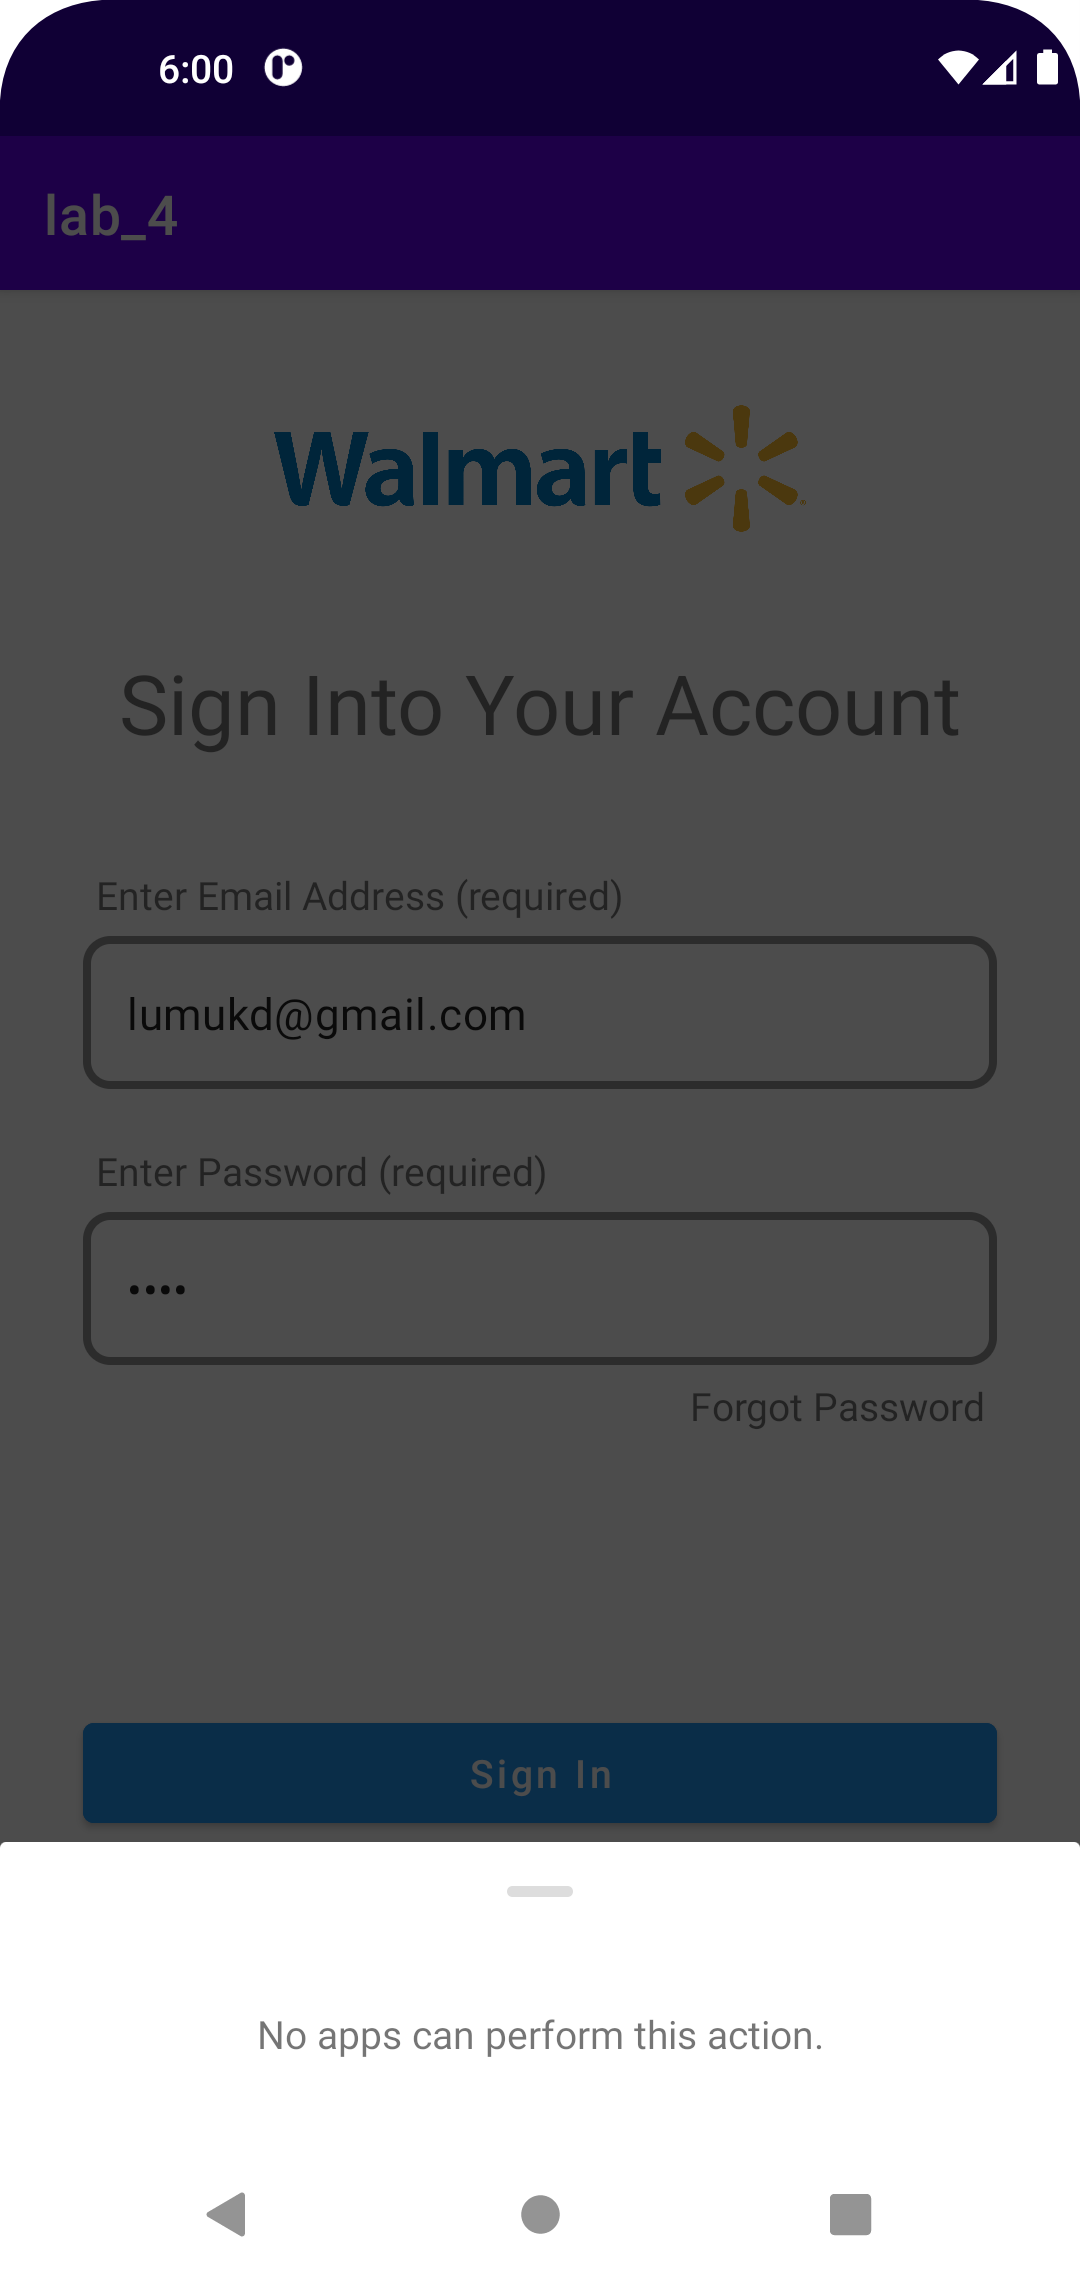 6:00
lab_4
Walmart
Sign Into Your Account
Enter Email Address (required)
lumukd@gmail.com
Enter Password (required)
••••
Forgot Password
Sign In
No apps can perform this action.